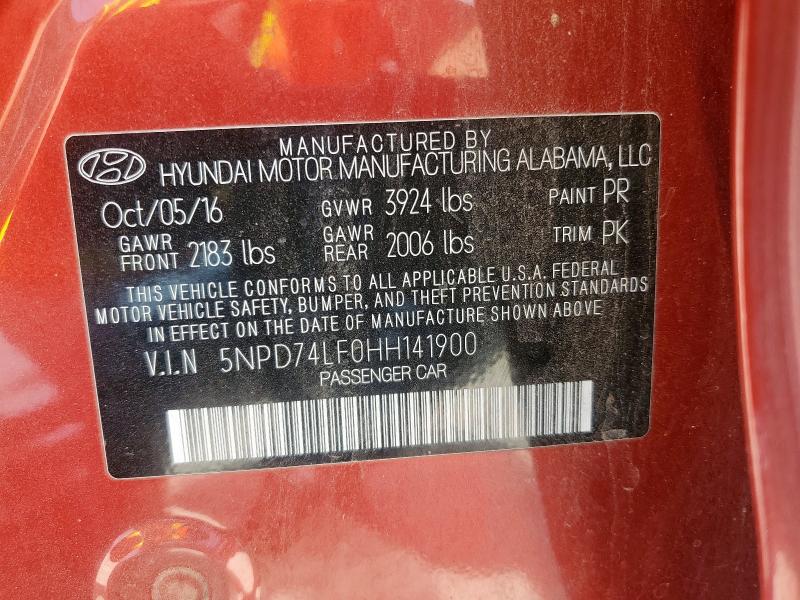 MANUFACTURED BY
HYUNDAI MOTOR MANUFACTURING ALABAMA, LLC
Oct/05/16 GVWR 3924 lbs PAINT PR
GAWR FRONT 2183 lbs GAWR REAR 2006 lbs TRIM PK
THIS VEHICLE CONFORMS TO ALL APPLICABLE U.S.A. FEDERAL
MOTOR VEHICLE SAFETY, BUMPER, AND THEFT PREVENTION STANDARDS
IN EFFECT ON THE DATE OF MANUFACTURE SHOWN ABOVE
V.I.N 5NPD74LF0HH141900
PASSENGER CAR